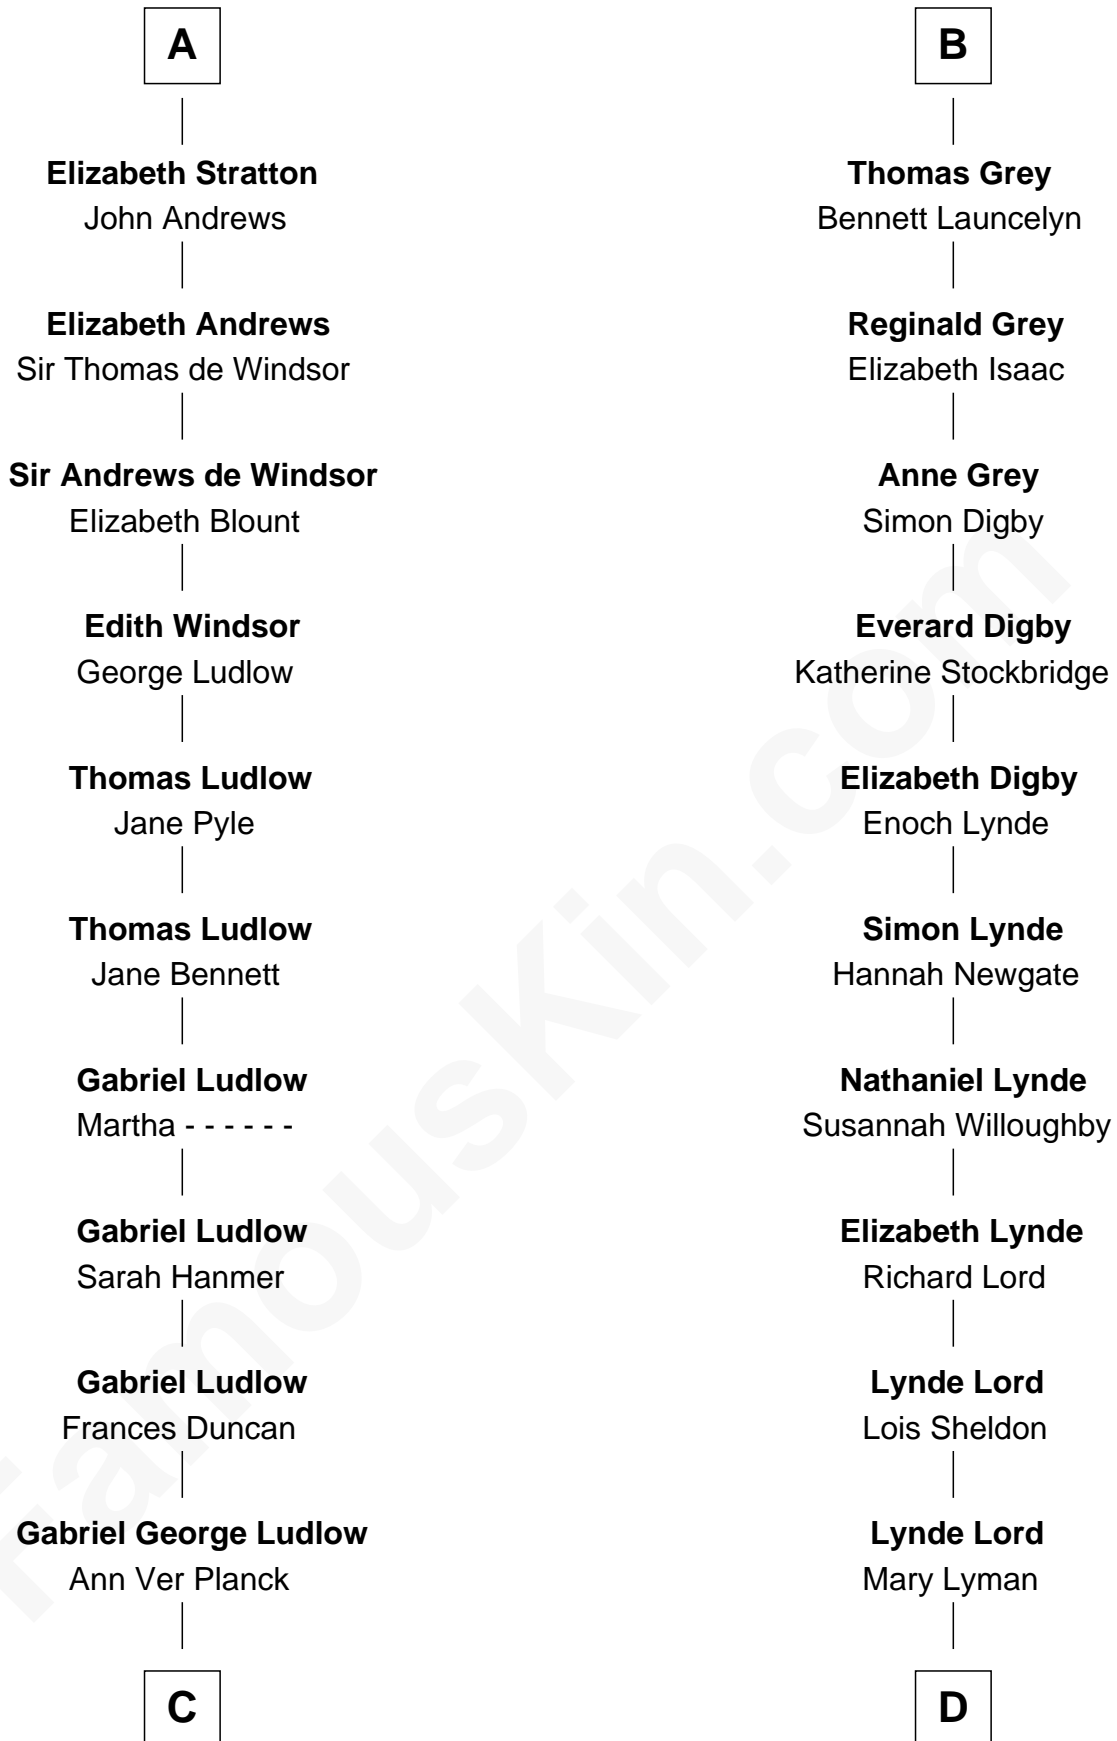 A
Elizabeth Stratton
John Andrews
Elizabeth Andrews
Sir Thomas de Windsor
Sir Andrews de Windsor
Elizabeth Blount
Edith Windsor
George Ludlow
Thomas Ludlow
Jane Pyle
Thomas Ludlow
Jane Bennett
Gabriel Ludlow
Martha - - - - - -
Gabriel Ludlow
Sarah Hanmer
Gabriel Ludlow
Frances Duncan
Gabriel George Ludlow
Ann Ver Planck
C
B
Thomas Grey
Bennett Launcelyn
Reginald Grey
Elizabeth Isaac
Anne Grey
Simon Digby
Everard Digby
Katherine Stockbridge
Elizabeth Digby
Enoch Lynde
Simon Lynde
Hannah Newgate
Nathaniel Lynde
Susannah Willoughby
Elizabeth Lynde
Richard Lord
Lynde Lord
Lois Sheldon
Lynde Lord
Mary Lyman
D
FamousKin.com